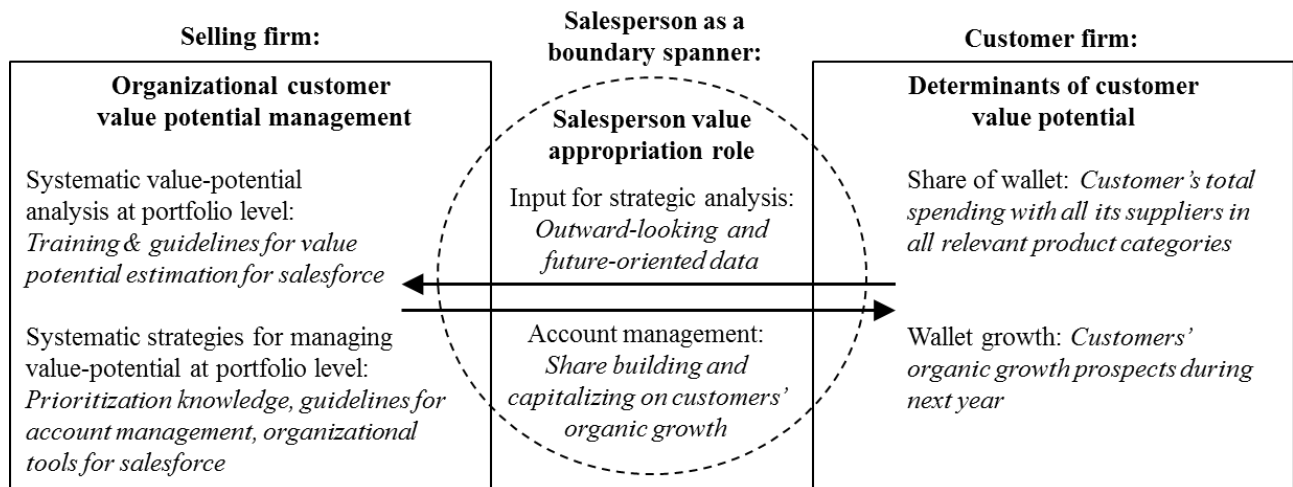 Selling firm:
Organizational customer
value potential management
Systematic value-potential
analysis at portfolio level:
Training & guidelines for value
potential estimation for salesforce
Systematic strategies for managing
value-potential at portfolio level:
Prioritization knowledge, guidelines for
account management, organizational
tools for salesforce
Salesperson as a
boundary spanner:
Salesperson value
appropriation role
Input for strategic analysis:
Outward-looking and
future-oriented data
Account management:
Share building and
capitalizing on customers’
organic growth
Customer firm:
Determinants of customer
value potential
Share of wallet: Customer’s total
spending with all its suppliers in
all relevant product categories
Wallet growth: Customers’
organic growth prospects during
next year